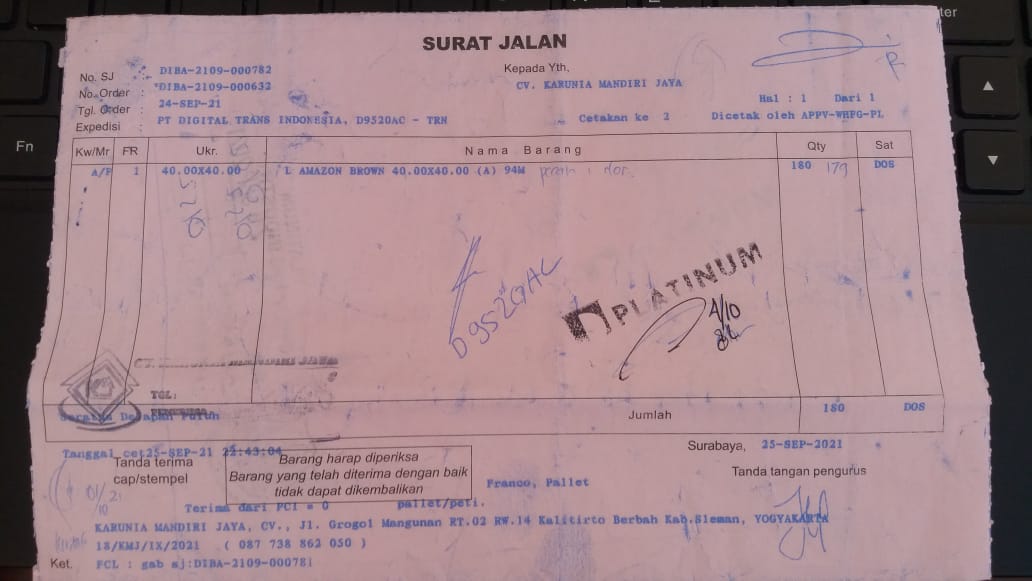 SURAT JALAN
No. SJ : DIBA-2109-000782
No. Order : DIBA-2109-000632
Tgl. Order : 24-SEP-21
Expedisi : PT DIGITAL TRANS INDONESIA, D9520AC - TRN
Kepada Yth,
CV. KARUNIA MANDIRI JAYA
Hal : 1 Dari 1
Cetakan ke 2 Dicetak oleh APPV-WHFG-PL
Kw/Mr FR Ukr. Nama Barang Qty Sat
A/P 1 40.00X40.00 L AMAZON BROWN 40.00X40.00 (A) 94M 180 179 DOS
D9520AC
PLATINUM
4/10
TGL:
Delapan Puluh
Jumlah 180 DOS
Tanggal cet 25-SEP-21 22:43:04
Surabaya, 25-SEP-2021
Tanda terima
cap/stempel
Barang harap diperiksa
Barang yang telah diterima dengan baik
tidak dapat dikembalikan
Tanda tangan pengurus
Franco, Pallet
01/10 21
Terima dari PCI = 0 pallet/peti.
KARUNIA MANDIRI JAYA, CV., Jl. Grogol Mangunan RT.02 RW.14 Kalitirto Berbah Kab.Sleman, YOGYAKARTA
18/KMJ/IX/2021 ( 087 738 862 050 )
Ket. FCL : gab sj:DIBA-2109-000781